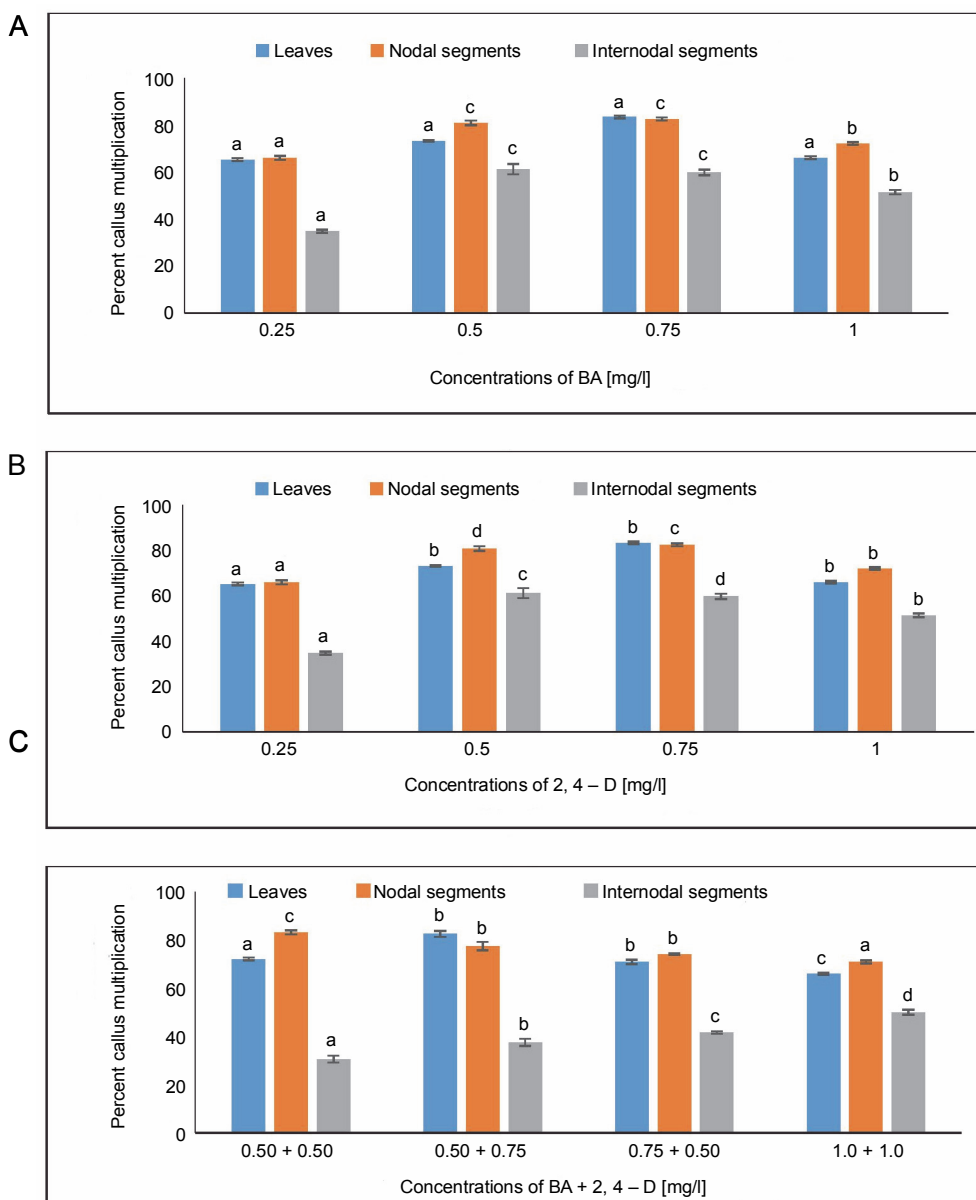 A
Leaves Nodal segments Internodal segments
Percent callus multiplication
100
80
60
40
20
0
a a a
a c c
a c c
a b b
0.25 0.5 0.75 1
Concentrations of BA [mg/l]
B
Leaves Nodal segments Internodal segments
Percent callus multiplication
100
80
60
40
20
0
a a a
b d c
b c d
b b b
0.25 0.5 0.75 1
Concentrations of 2, 4 – D [mg/l]
C
Leaves Nodal segments Internodal segments
Percent callus multiplication
100
80
60
40
20
0
a c a
b b b
b b c
c a d
0.50 + 0.50 0.50 + 0.75 0.75 + 0.50 1.0 + 1.0
Concentrations of BA + 2, 4 – D [mg/l]